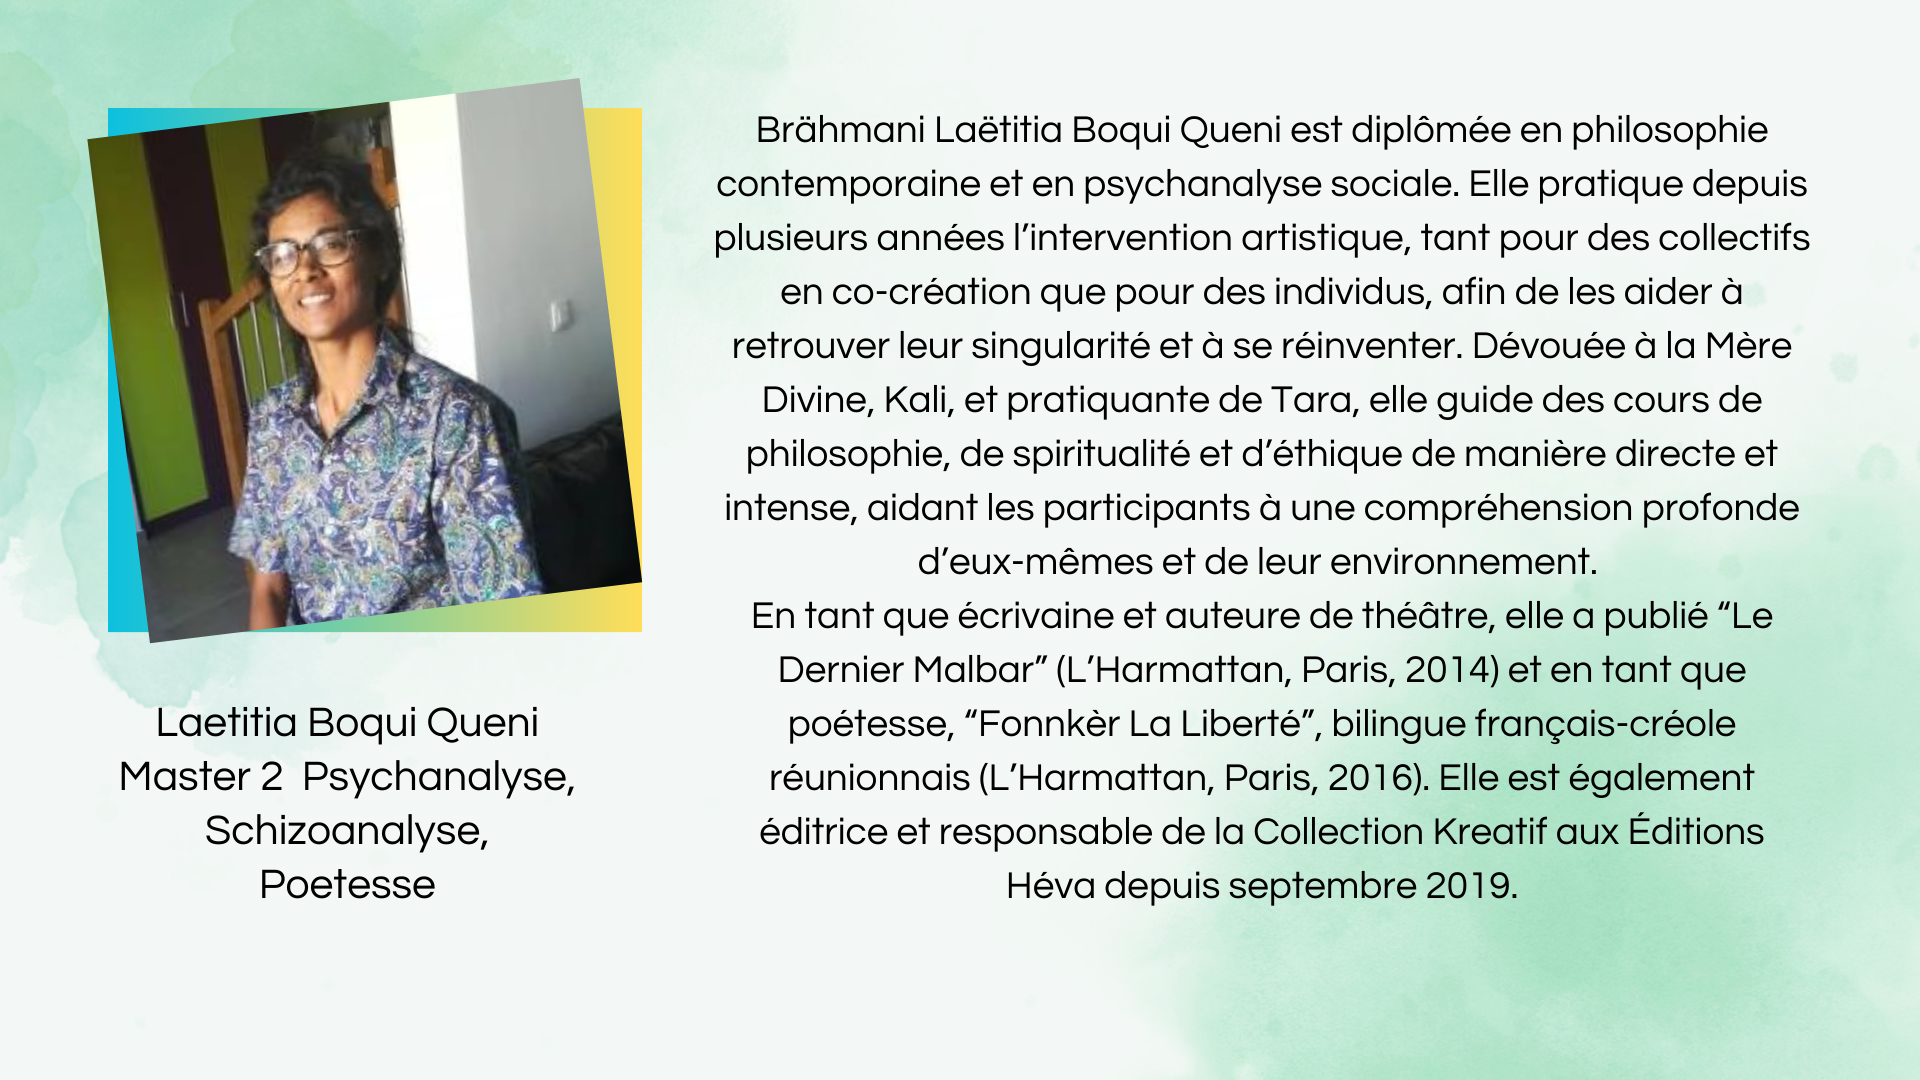 Brähmani Laëtitia Boqui Queni est diplômée en philosophie
contemporaine et en psychanalyse sociale. Elle pratique depuis
plusieurs années l’intervention artistique, tant pour des collectifs
en co-création que pour des individus, afin de les aider à
retrouver leur singularité et à se réinventer. Dévouée à la Mère
Divine, Kali, et pratiquante de Tara, elle guide des cours de
philosophie, de spiritualité et d’éthique de manière directe et
intense, aidant les participants à une compréhension profonde
d’eux-mêmes et de leur environnement.
En tant que écrivaine et auteure de théâtre, elle a publié “Le
Dernier Malbar” (L’Harmattan, Paris, 2014) et en tant que
poétesse, “Fonnkèr La Liberté”, bilingue français-créole
réunionnais (L’Harmattan, Paris, 2016). Elle est également
éditrice et responsable de la Collection Kreatif aux Éditions
Héva depuis septembre 2019.
Laetitia Boqui Queni
Master 2  Psychanalyse,
Schizoanalyse,
Poetesse